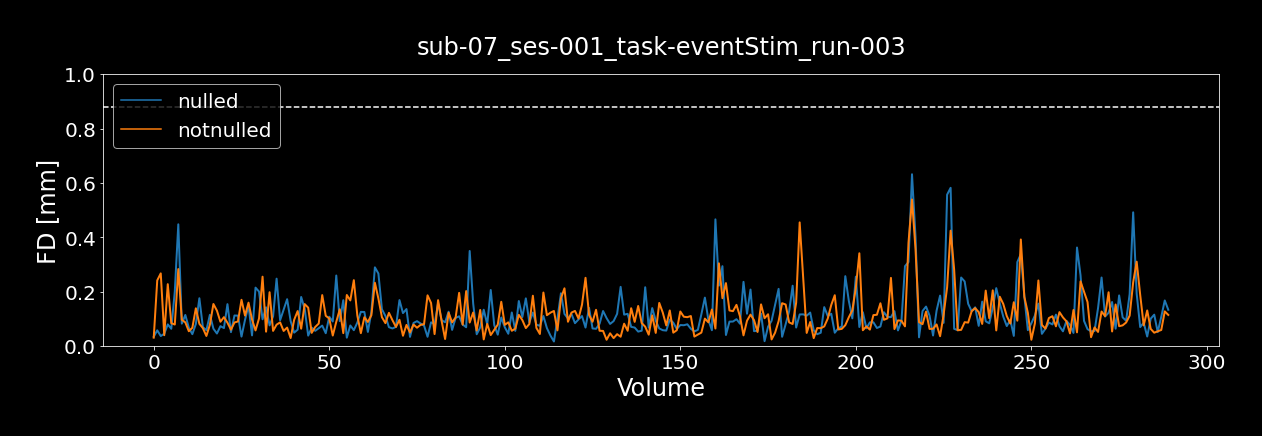 sub-07_ses-001_task-eventStim_run-003
1.0
0.8
0.6
0.4
0.2
0.0
FD [mm]
nulled
notnulled
0 50 100 150 200 250 300
Volume